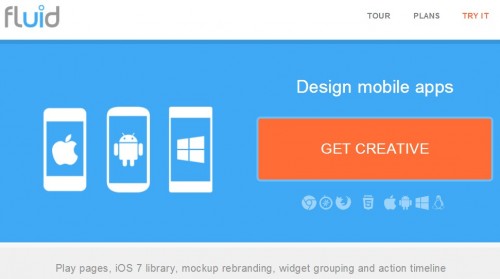 fluid
TOUR PLANS TRY IT
Design mobile apps
GET CREATIVE
Play pages, iOS 7 library, mockup rebranding, widget grouping and action timeline